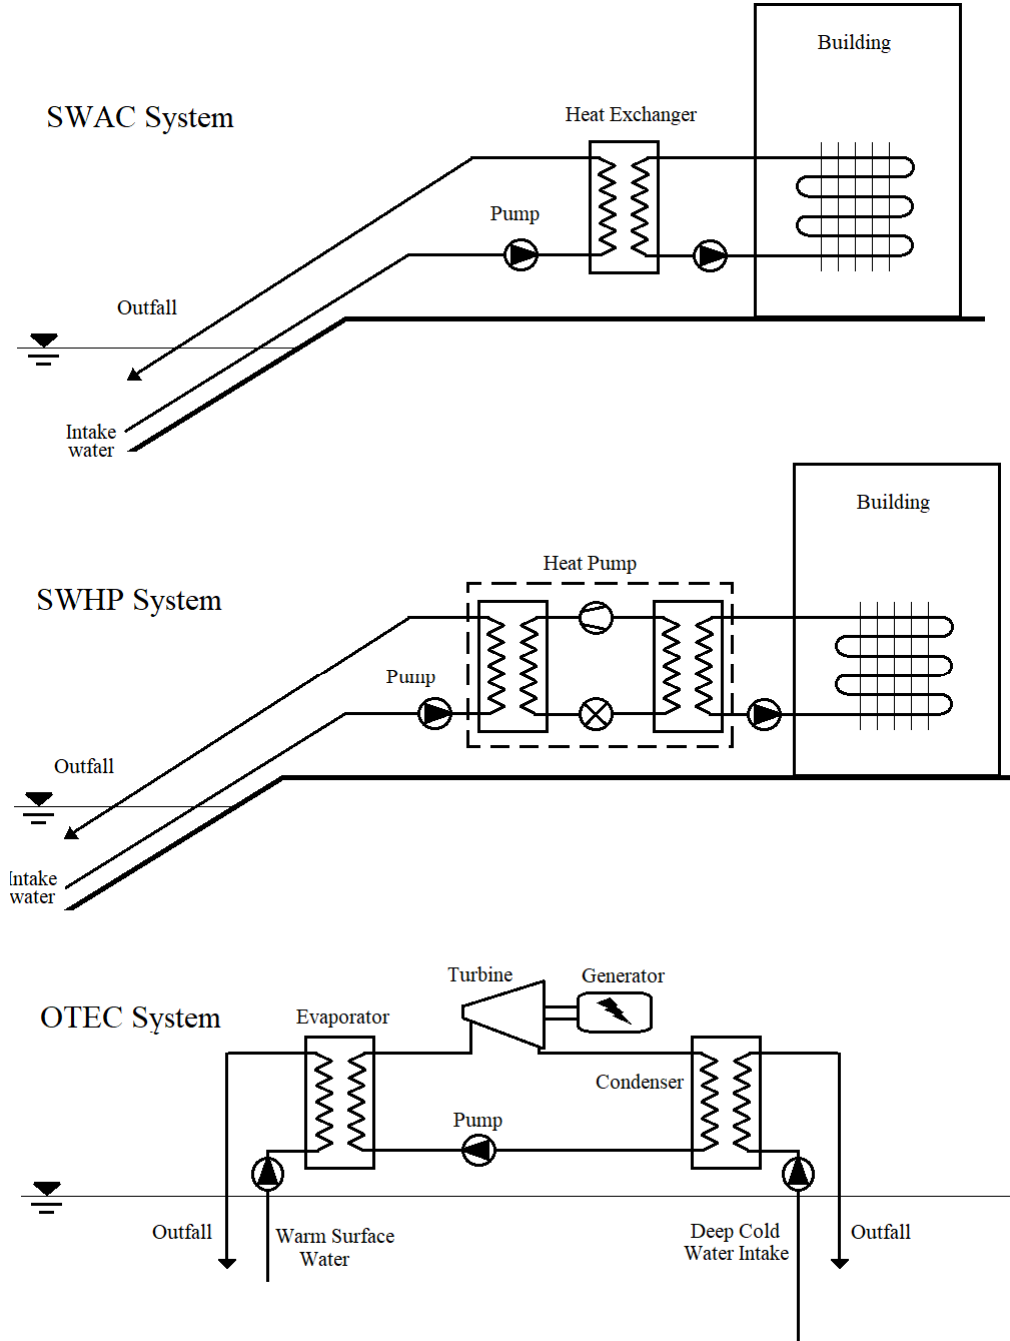 Building
SWAC System
Heat Exchanger
Pump
Outfall
Intake
water
Building
Heat Pump
SWHP System
Pump
Outfall
Intake
water
Turbine
Generator
OTEC System
Evaporator
Condenser
Pump
Outfall
Warm Surface
Water
Deep Cold
Water Intake
Outfall